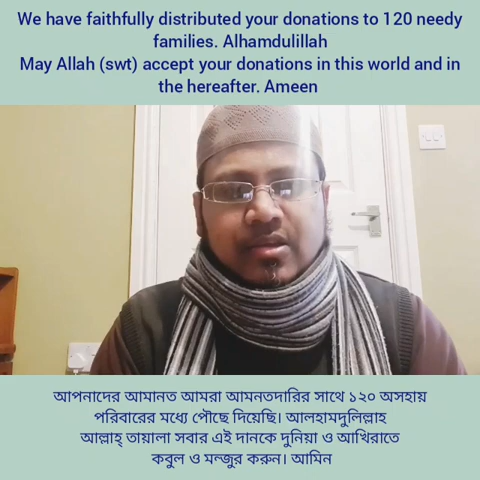 We have faithfully distributed your donations to 120 needy
families. Alhamdulillah
May Allah (swt) accept your donations in this world and in
the hereafter. Ameen
আপনাদের আমানত আমরা আমনতদারির সাথে ১২০ অসহায়
পরিবারের মধ্যে পৌছে দিয়েছি। আলহামদুলিল্লাহ
আল্লাহ্ তায়ালা সবার এই দানকে দুনিয়া ও আখিরাতে
কবুল ও মন্জুর করুন। আমিন